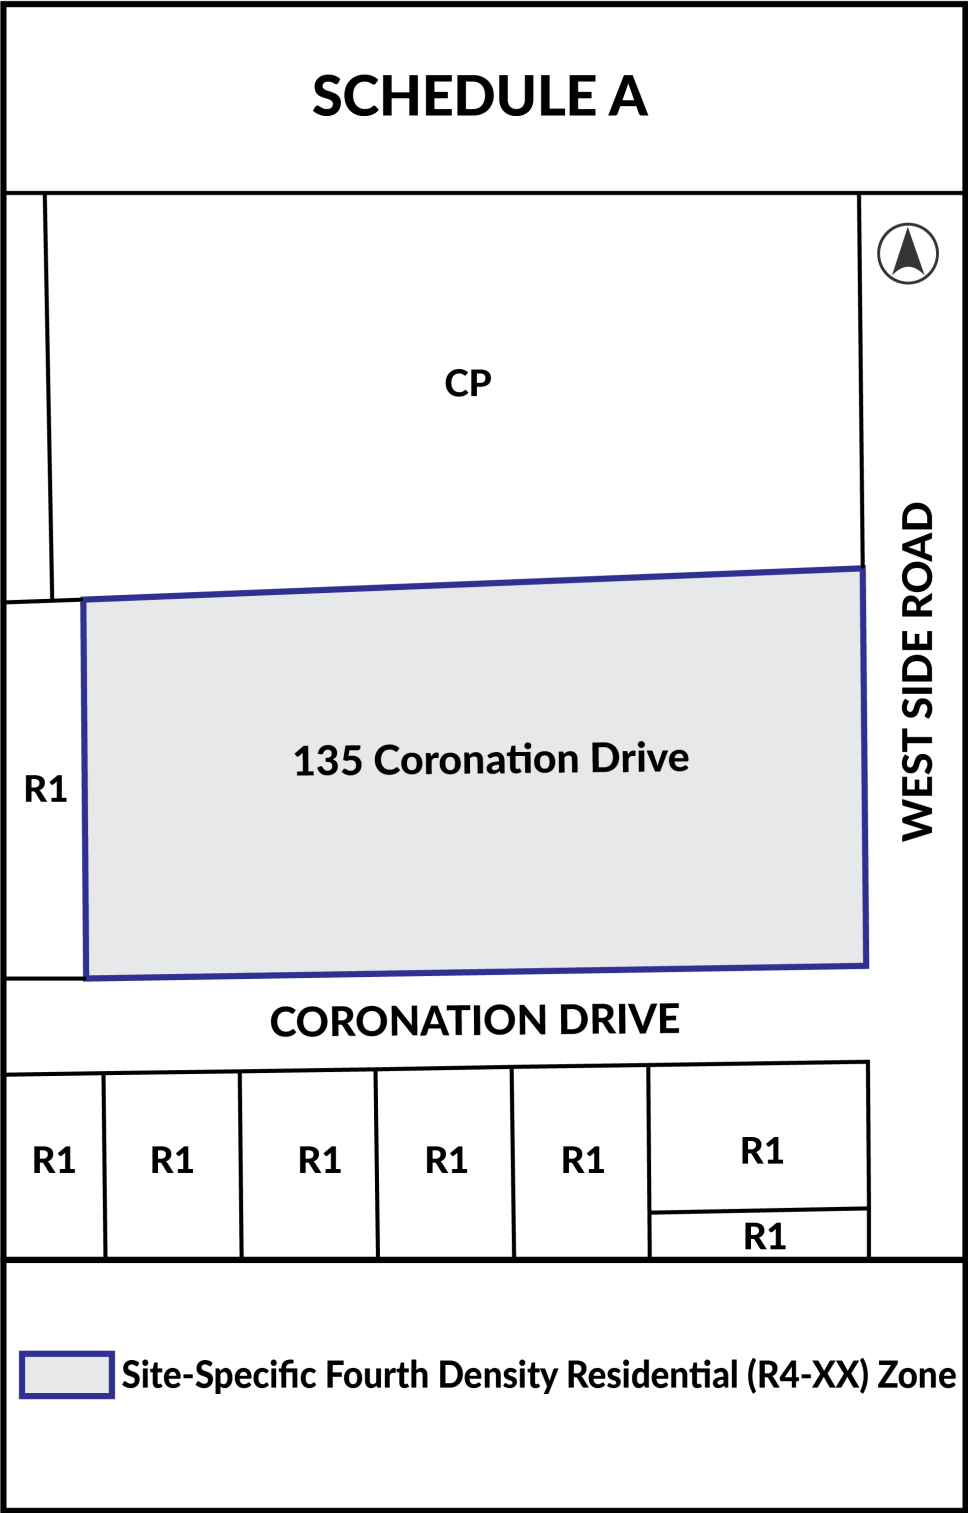 SCHEDULE A
CP
WEST SIDE ROAD
135 Coronation Drive
R1
CORONATION DRIVE
R1
R1
R1
R1
R1
R1
R1
Site-Specific Fourth Density Residential (R4-XX) Zone